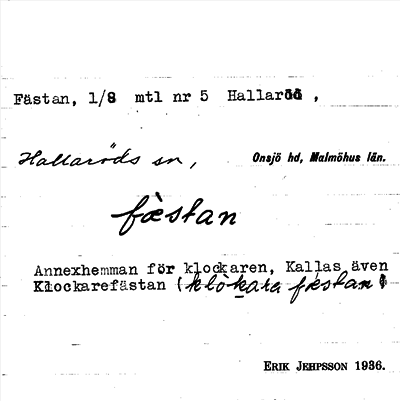 Fästan, 1/8 mtl nr 5 Hallaröd,
Hallaröds sn, Onsjö hd, Malmöhus län.
fæstan
Annexhemman för klockaren, Kallas även
Klockarefästan (klòkara fæstan)
ERIK JEHPSSON 1936.